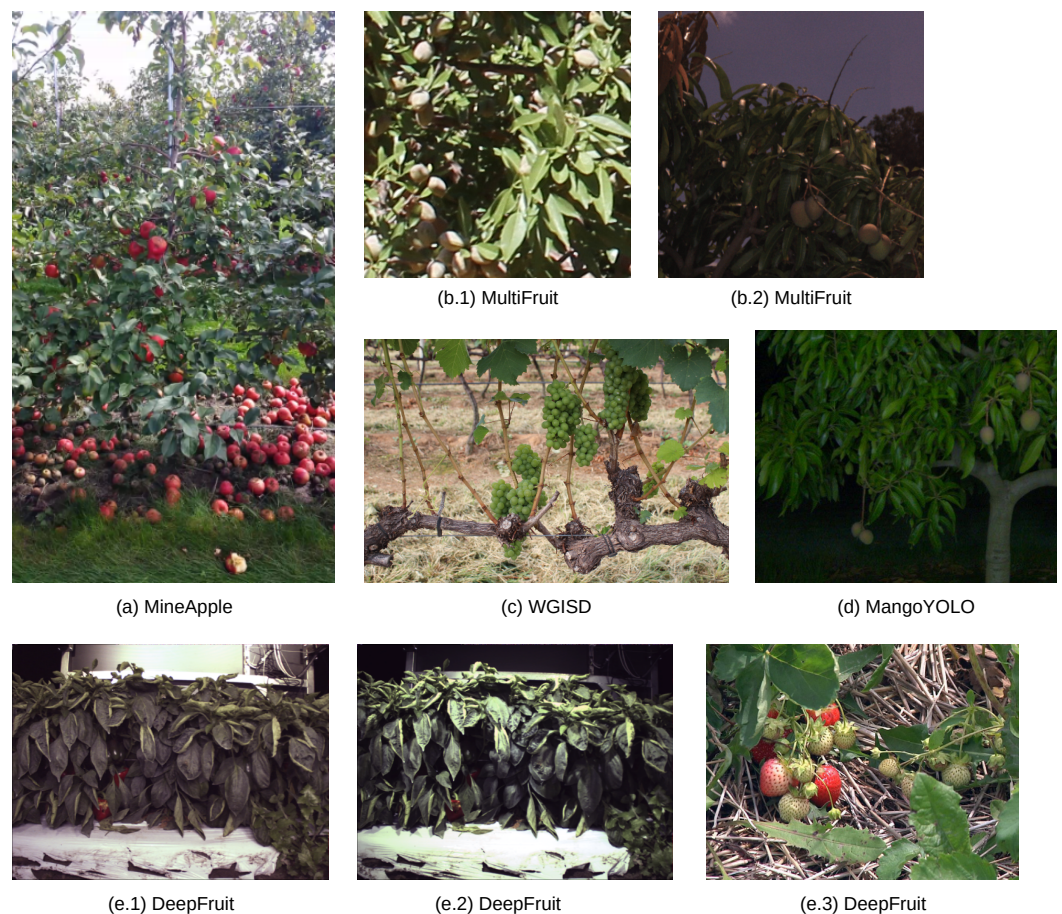 (b.1) MultiFruit
(b.2) MultiFruit
(a) MineApple
(c) WGISD
(d) MangoYOLO
(e.1) DeepFruit
(e.2) DeepFruit
(e.3) DeepFruit